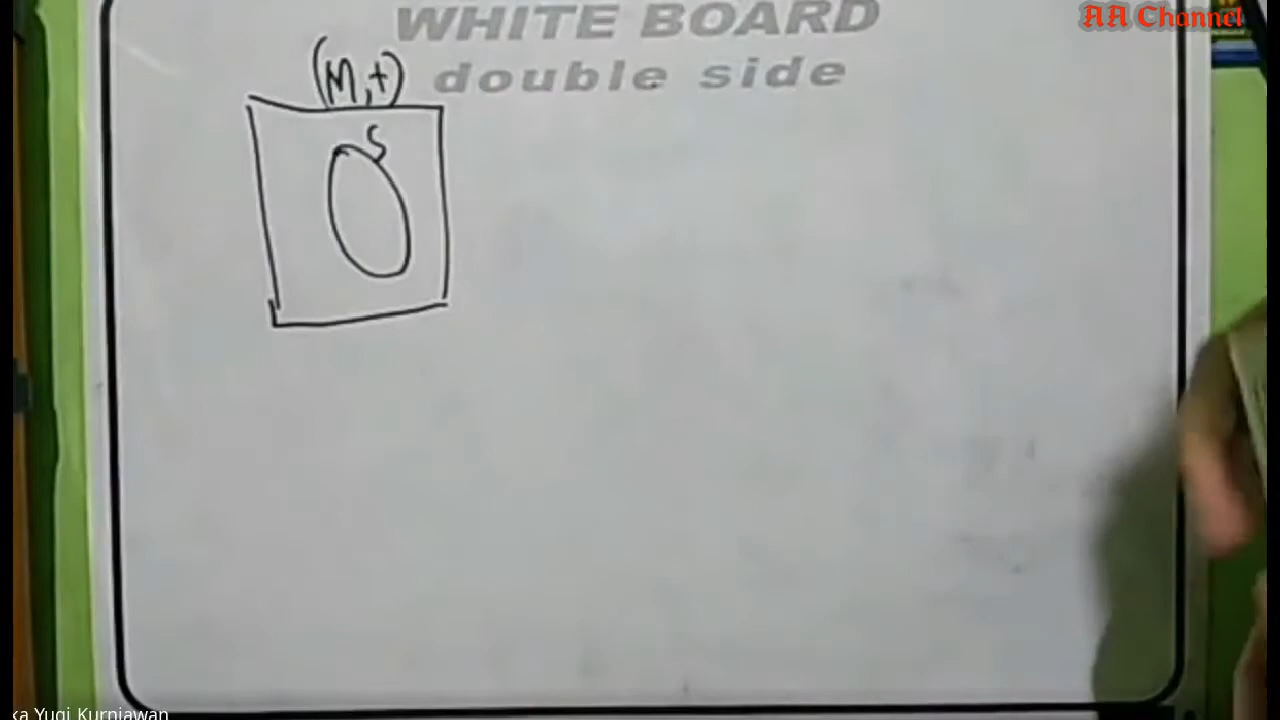 WHITE BOARD
AA Channel
double side
(M,+)
S
ka Yugi Kurniawan